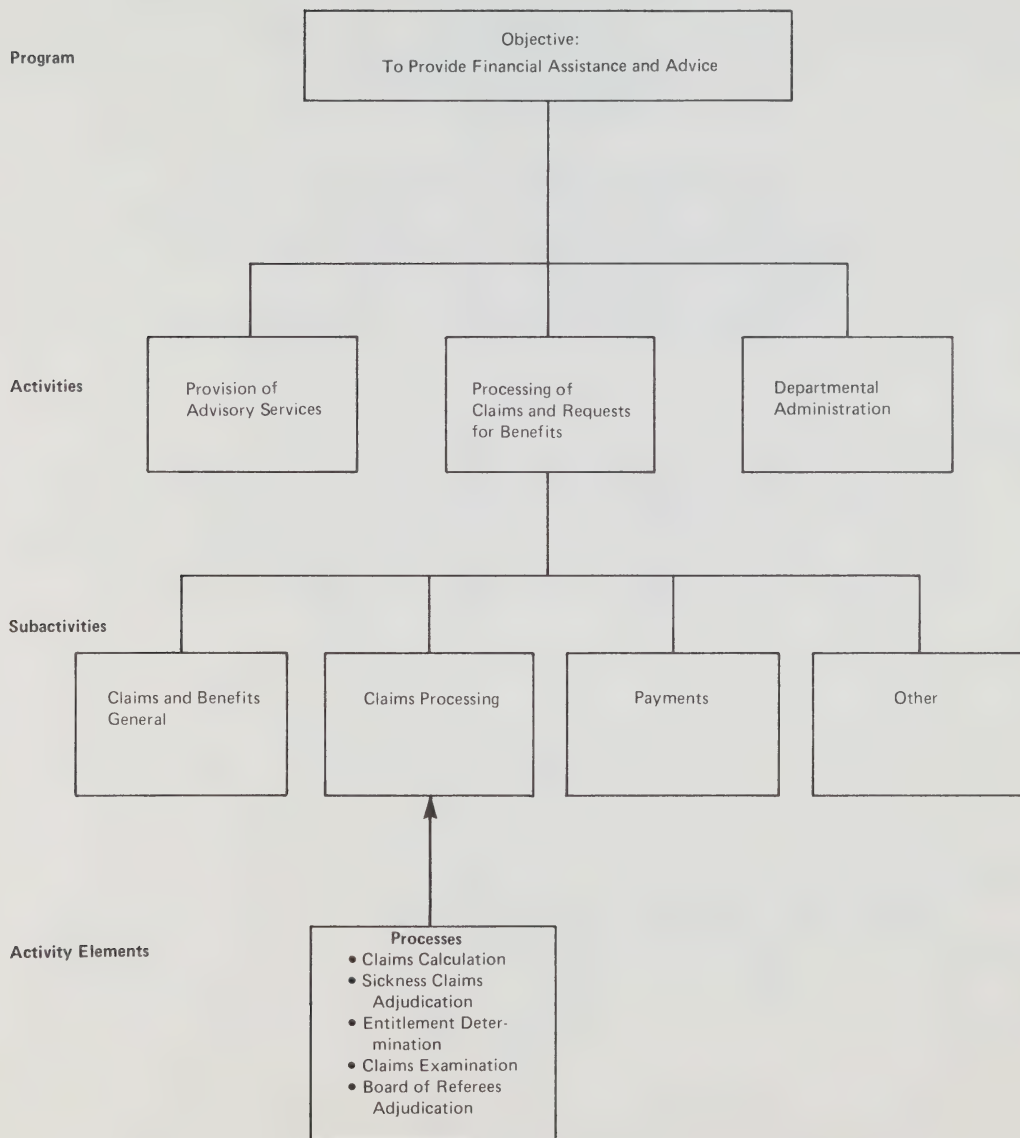 Program
Objective:
To Provide Financial Assistance and Advice
Activities
Provision of
Advisory Services
Processing of
Claims and Requests
for Benefits
Departmental
Administration
Subactivities
Claims and Benefits
General
Claims Processing
Payments
Other
Activity Elements
Processes
• Claims Calculation
• Sickness Claims
Adjudication
• Entitlement Deter-
mination
• Claims Examination
• Board of Referees
Adjudication